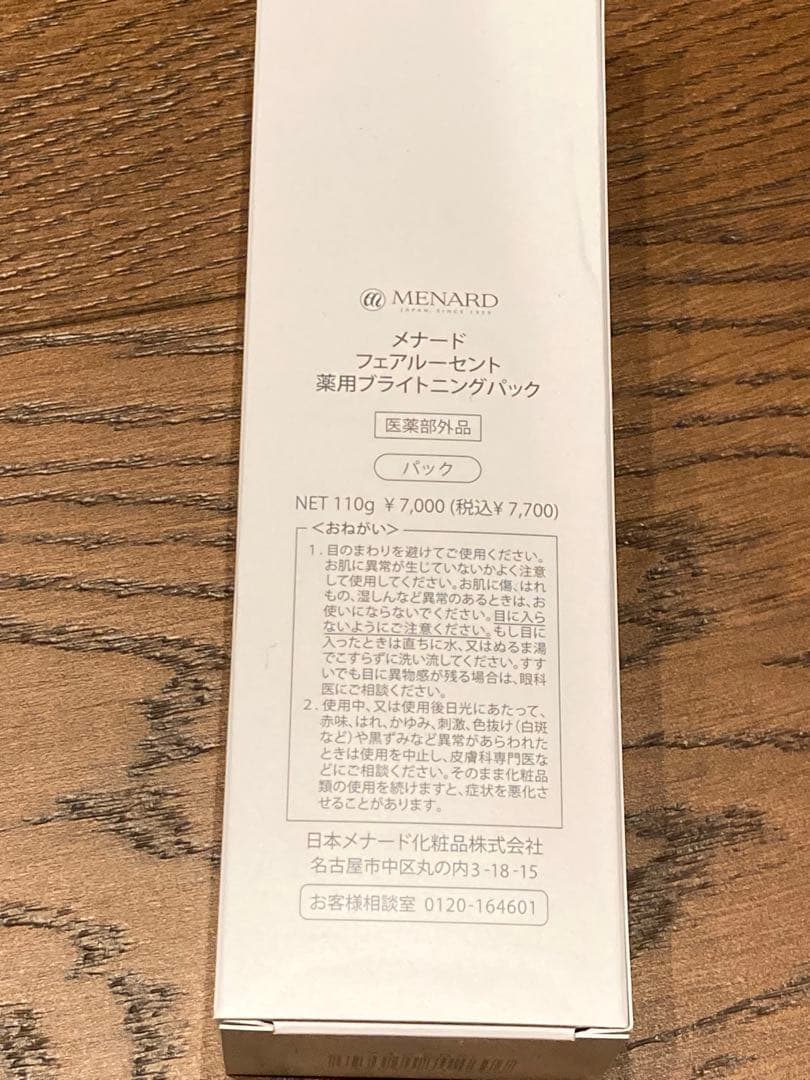 MENARD
JAPAN, SINCE 1959
メナード
フェアルーセント
薬用ブライトニングパック
医薬部外品
パック
NET 110g ￥7,000 (税込￥7,700)
＜おねがい＞
1. 目のまわりを避けてご使用ください。
お肌に異常が生じていないかよく注意
して使用してください。お肌に傷、はれ
もの、湿しんなど異常のあるときは、お
使いにならないでください。目に入ら
ないようにご注意ください。もし目に
入ったときは直ちに水、又はぬるま湯
でこすらずに洗い流してください。すす
いでも目に異物感が残る場合は、眼科
医にご相談ください。
2. 使用中、又は使用後日光にあたって、
赤味、はれ、かゆみ、刺激、色抜け（白斑
など）や黒ずみなど異常があらわれた
ときは使用を中止し、皮膚科専門医な
どにご相談ください。そのまま化粧品
類の使用を続けますと、症状を悪化さ
せることがあります。
日本メナード化粧品株式会社
名古屋市中区丸の内3-18-15
お客様相談室 0120-164601